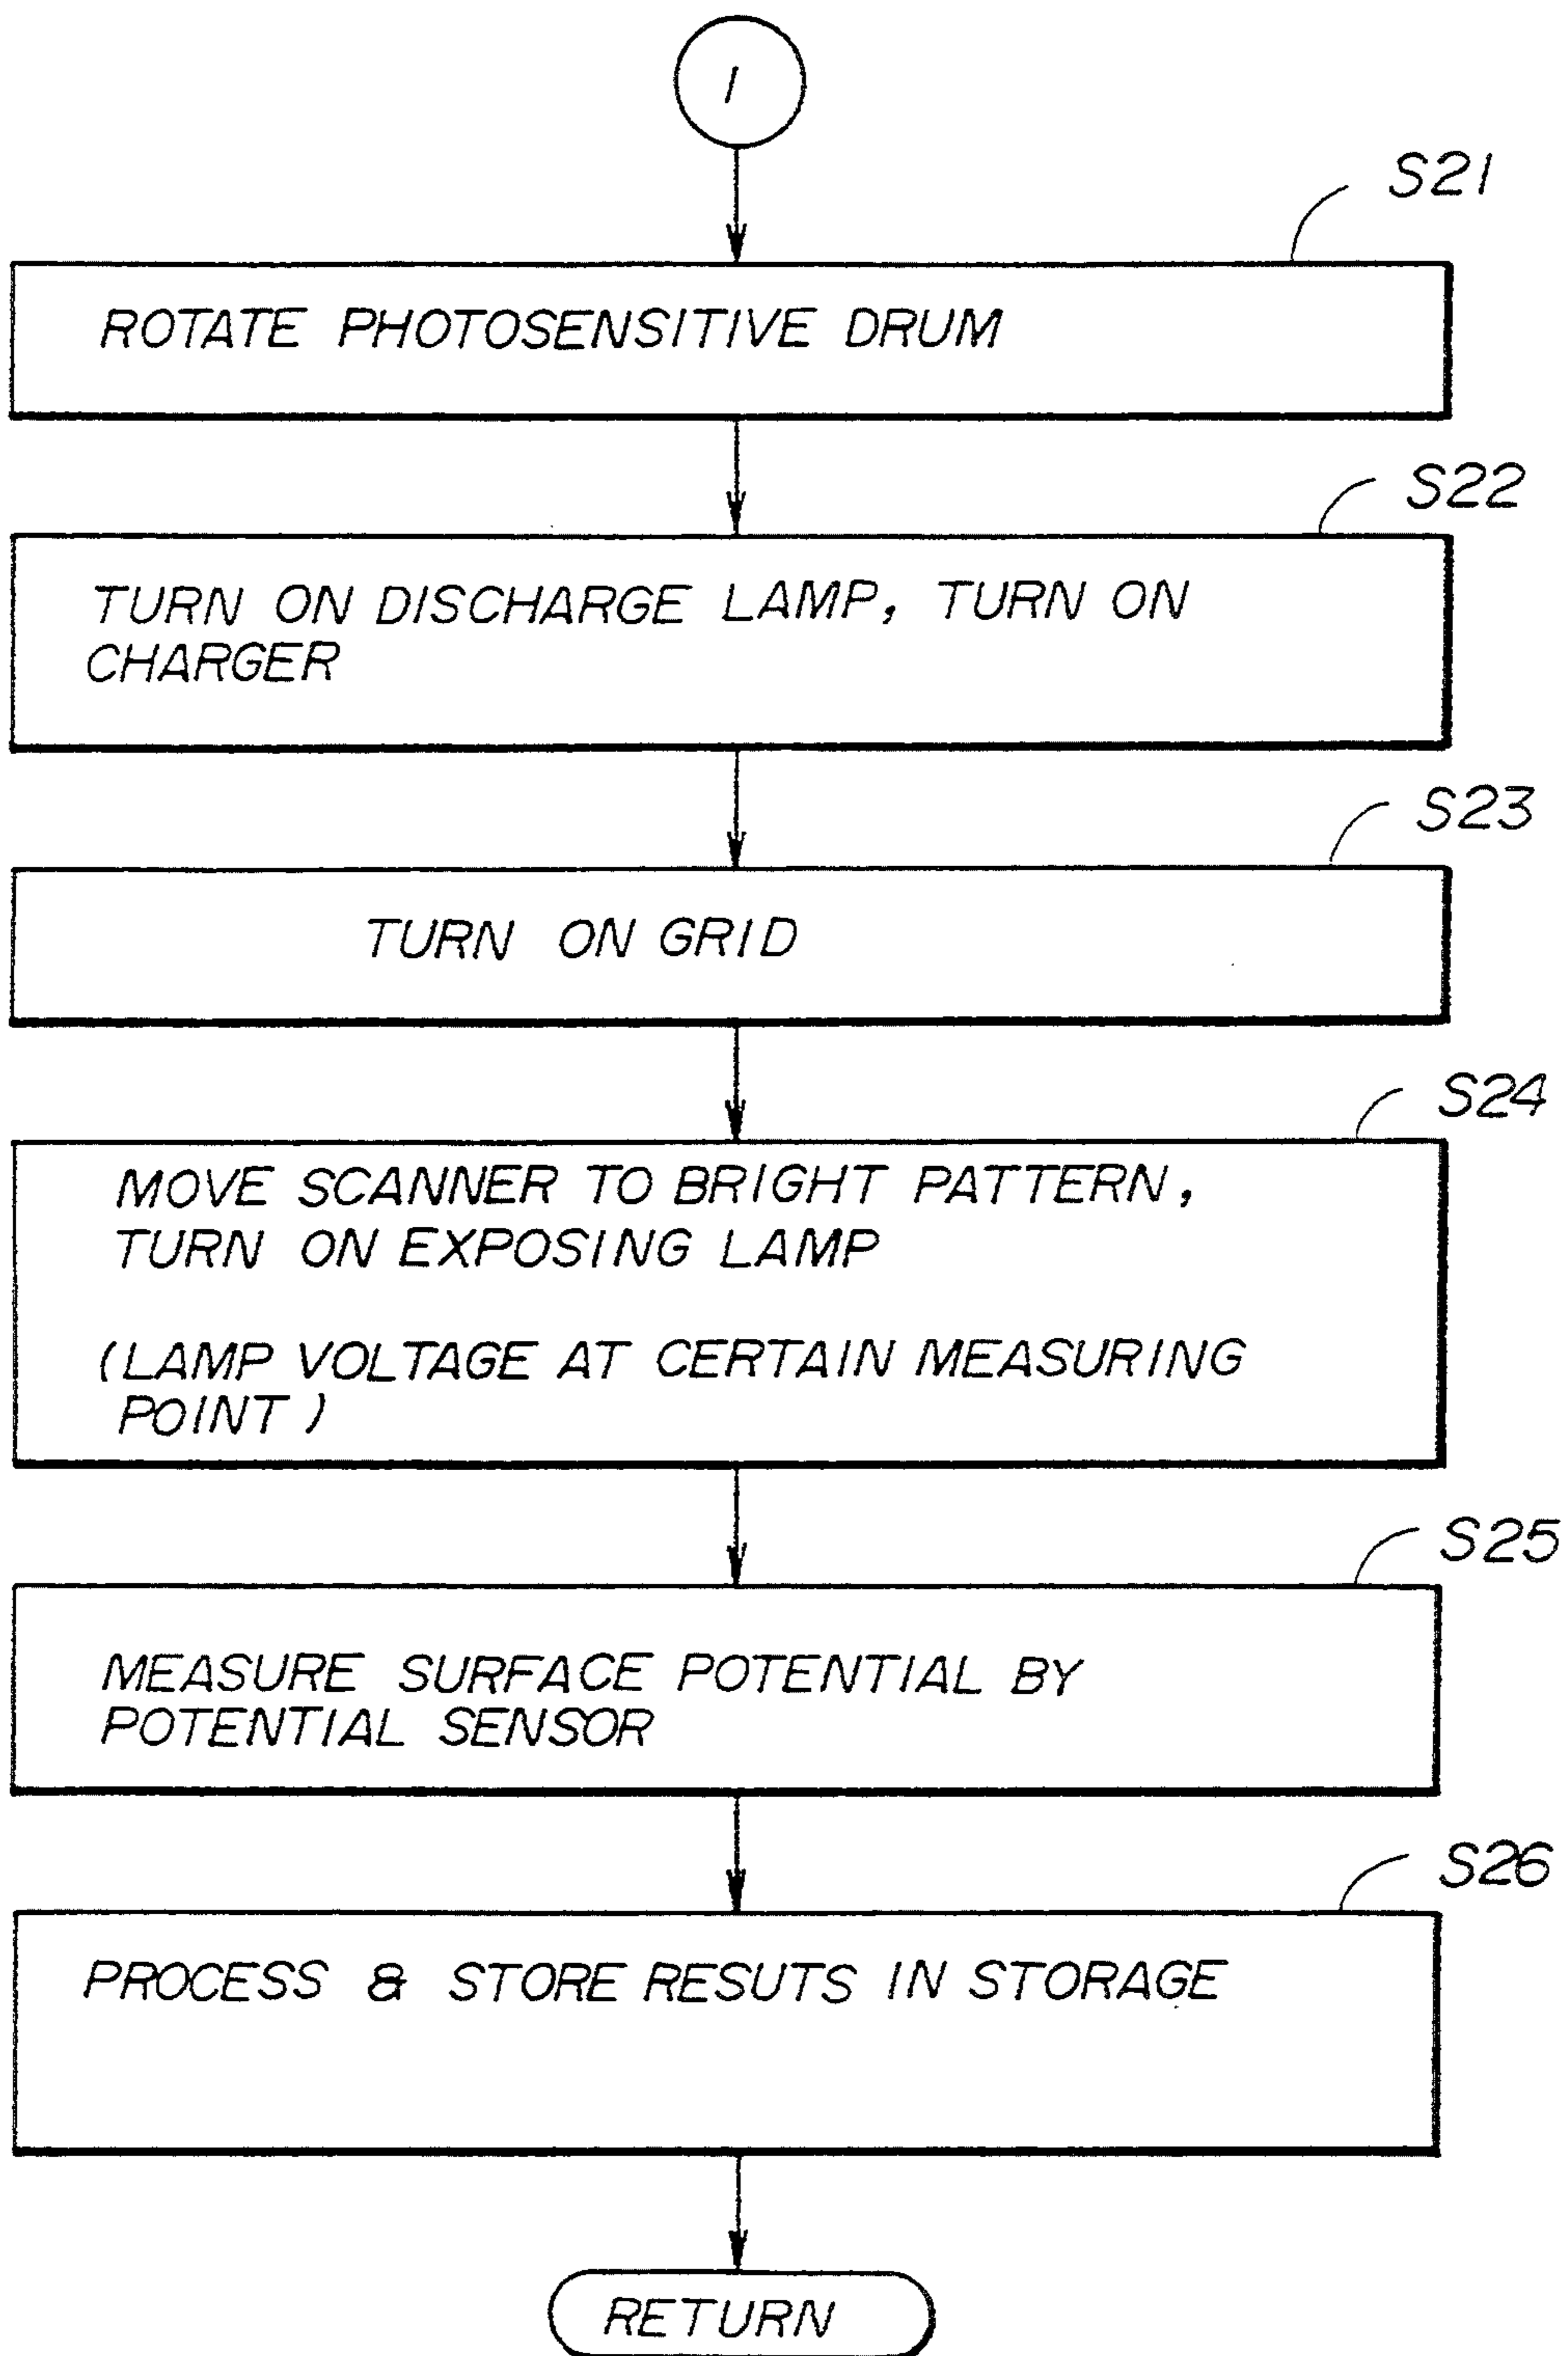 1
S21
ROTATE PHOTOSENSITIVE DRUM
S22
TURN ON DISCHARGE LAMP, TURN ON
CHARGER
S23
TURN ON GRID
S24
MOVE SCANNER TO BRIGHT PATTERN,
TURN ON EXPOSING LAMP
(LAMP VOLTAGE AT CERTAIN MEASURING
POINT)
S25
MEASURE SURFACE POTENTIAL BY
POTENTIAL SENSOR
S26
PROCESS & STORE RESUTS IN STORAGE
RETURN